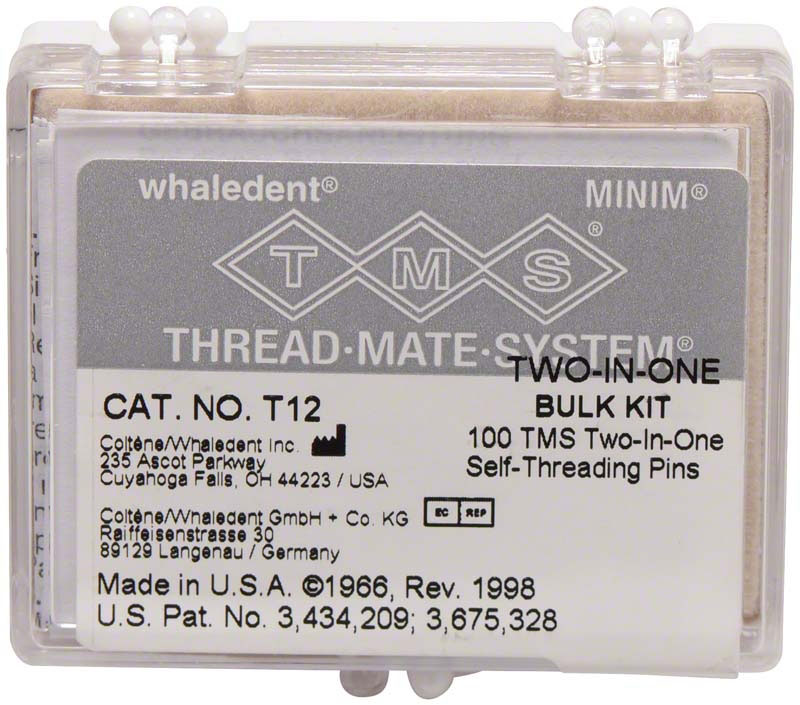 whaledent®
MINIM®
TMS®
THREAD·MATE·SYSTEM®
TWO-IN-ONE
BULK KIT
100 TMS Two-In-One
Self-Threading Pins
CAT. NO. T12
Coltène/Whaledent Inc.
235 Ascot Parkway
Cuyahoga Falls, OH 44223 / USA
Coltène/Whaledent GmbH + Co. KG
EC REP
Raiffeisenstrasse 30
89129 Langenau / Germany
Made in U.S.A. ©1966, Rev. 1998
U.S. Pat. No. 3,434,209; 3,675,328